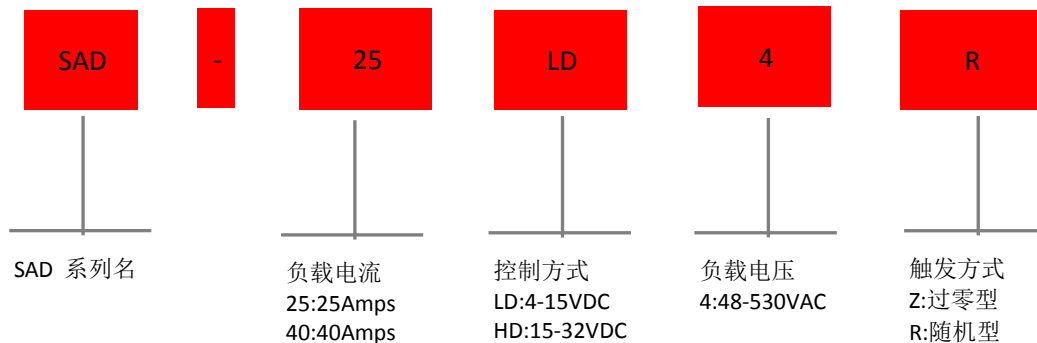 SAD - 25 LD 4 R
SAD 系列名
负载电流
25:25Amps
40:40Amps
控制方式
LD:4-15VDC
HD:15-32VDC
负载电压
4:48-530VAC
触发方式
Z:过零型
R:随机型